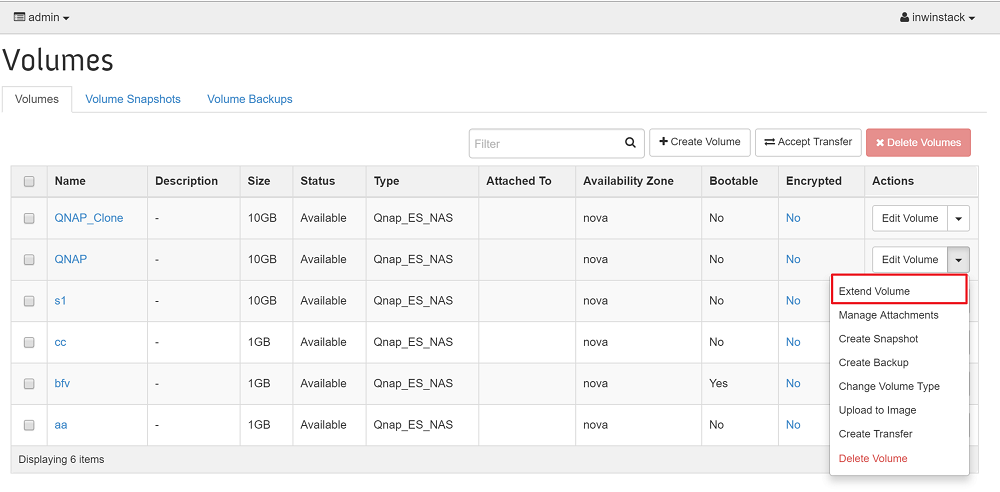 admin inwinstack
Volumes
Volumes Volume Snapshots Volume Backups
Filter Create Volume Accept Transfer Delete Volumes
Name Description Size Status Type Attached To Availability Zone Bootable Encrypted Actions
QNAP_Clone - 10GB Available Qnap_ES_NAS nova No No Edit Volume
QNAP - 10GB Available Qnap_ES_NAS nova No No Edit Volume
s1 - 10GB Available Qnap_ES_NAS nova No No
cc - 1GB Available Qnap_ES_NAS nova No No
bfv - 1GB Available Qnap_ES_NAS nova Yes No
aa - 1GB Available Qnap_ES_NAS nova No No
Displaying 6 items
Extend Volume
Manage Attachments
Create Snapshot
Create Backup
Change Volume Type
Upload to Image
Create Transfer
Delete Volume